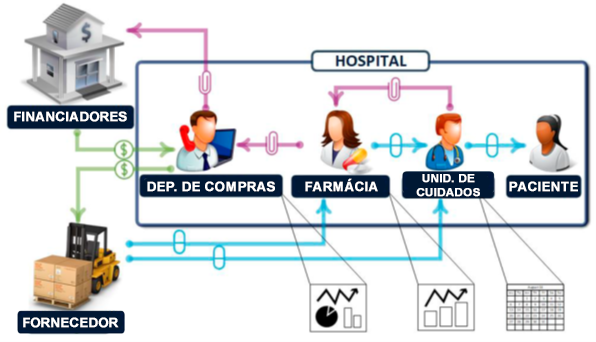 HOSPITAL
FINANCIADORES
$
$
$
DEP. DE COMPRAS
FARMÁCIA
UNID. DE
CUIDADOS
PACIENTE
FORNECEDOR